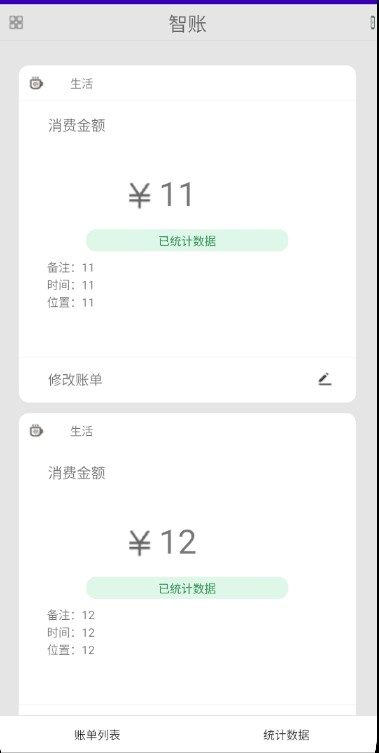 智账
生活
消费金额
¥ 11
已统计数据
备注：11
时间：11
位置：11
修改账单
生活
消费金额
¥ 12
已统计数据
备注：12
时间：12
位置：12
账单列表
统计数据